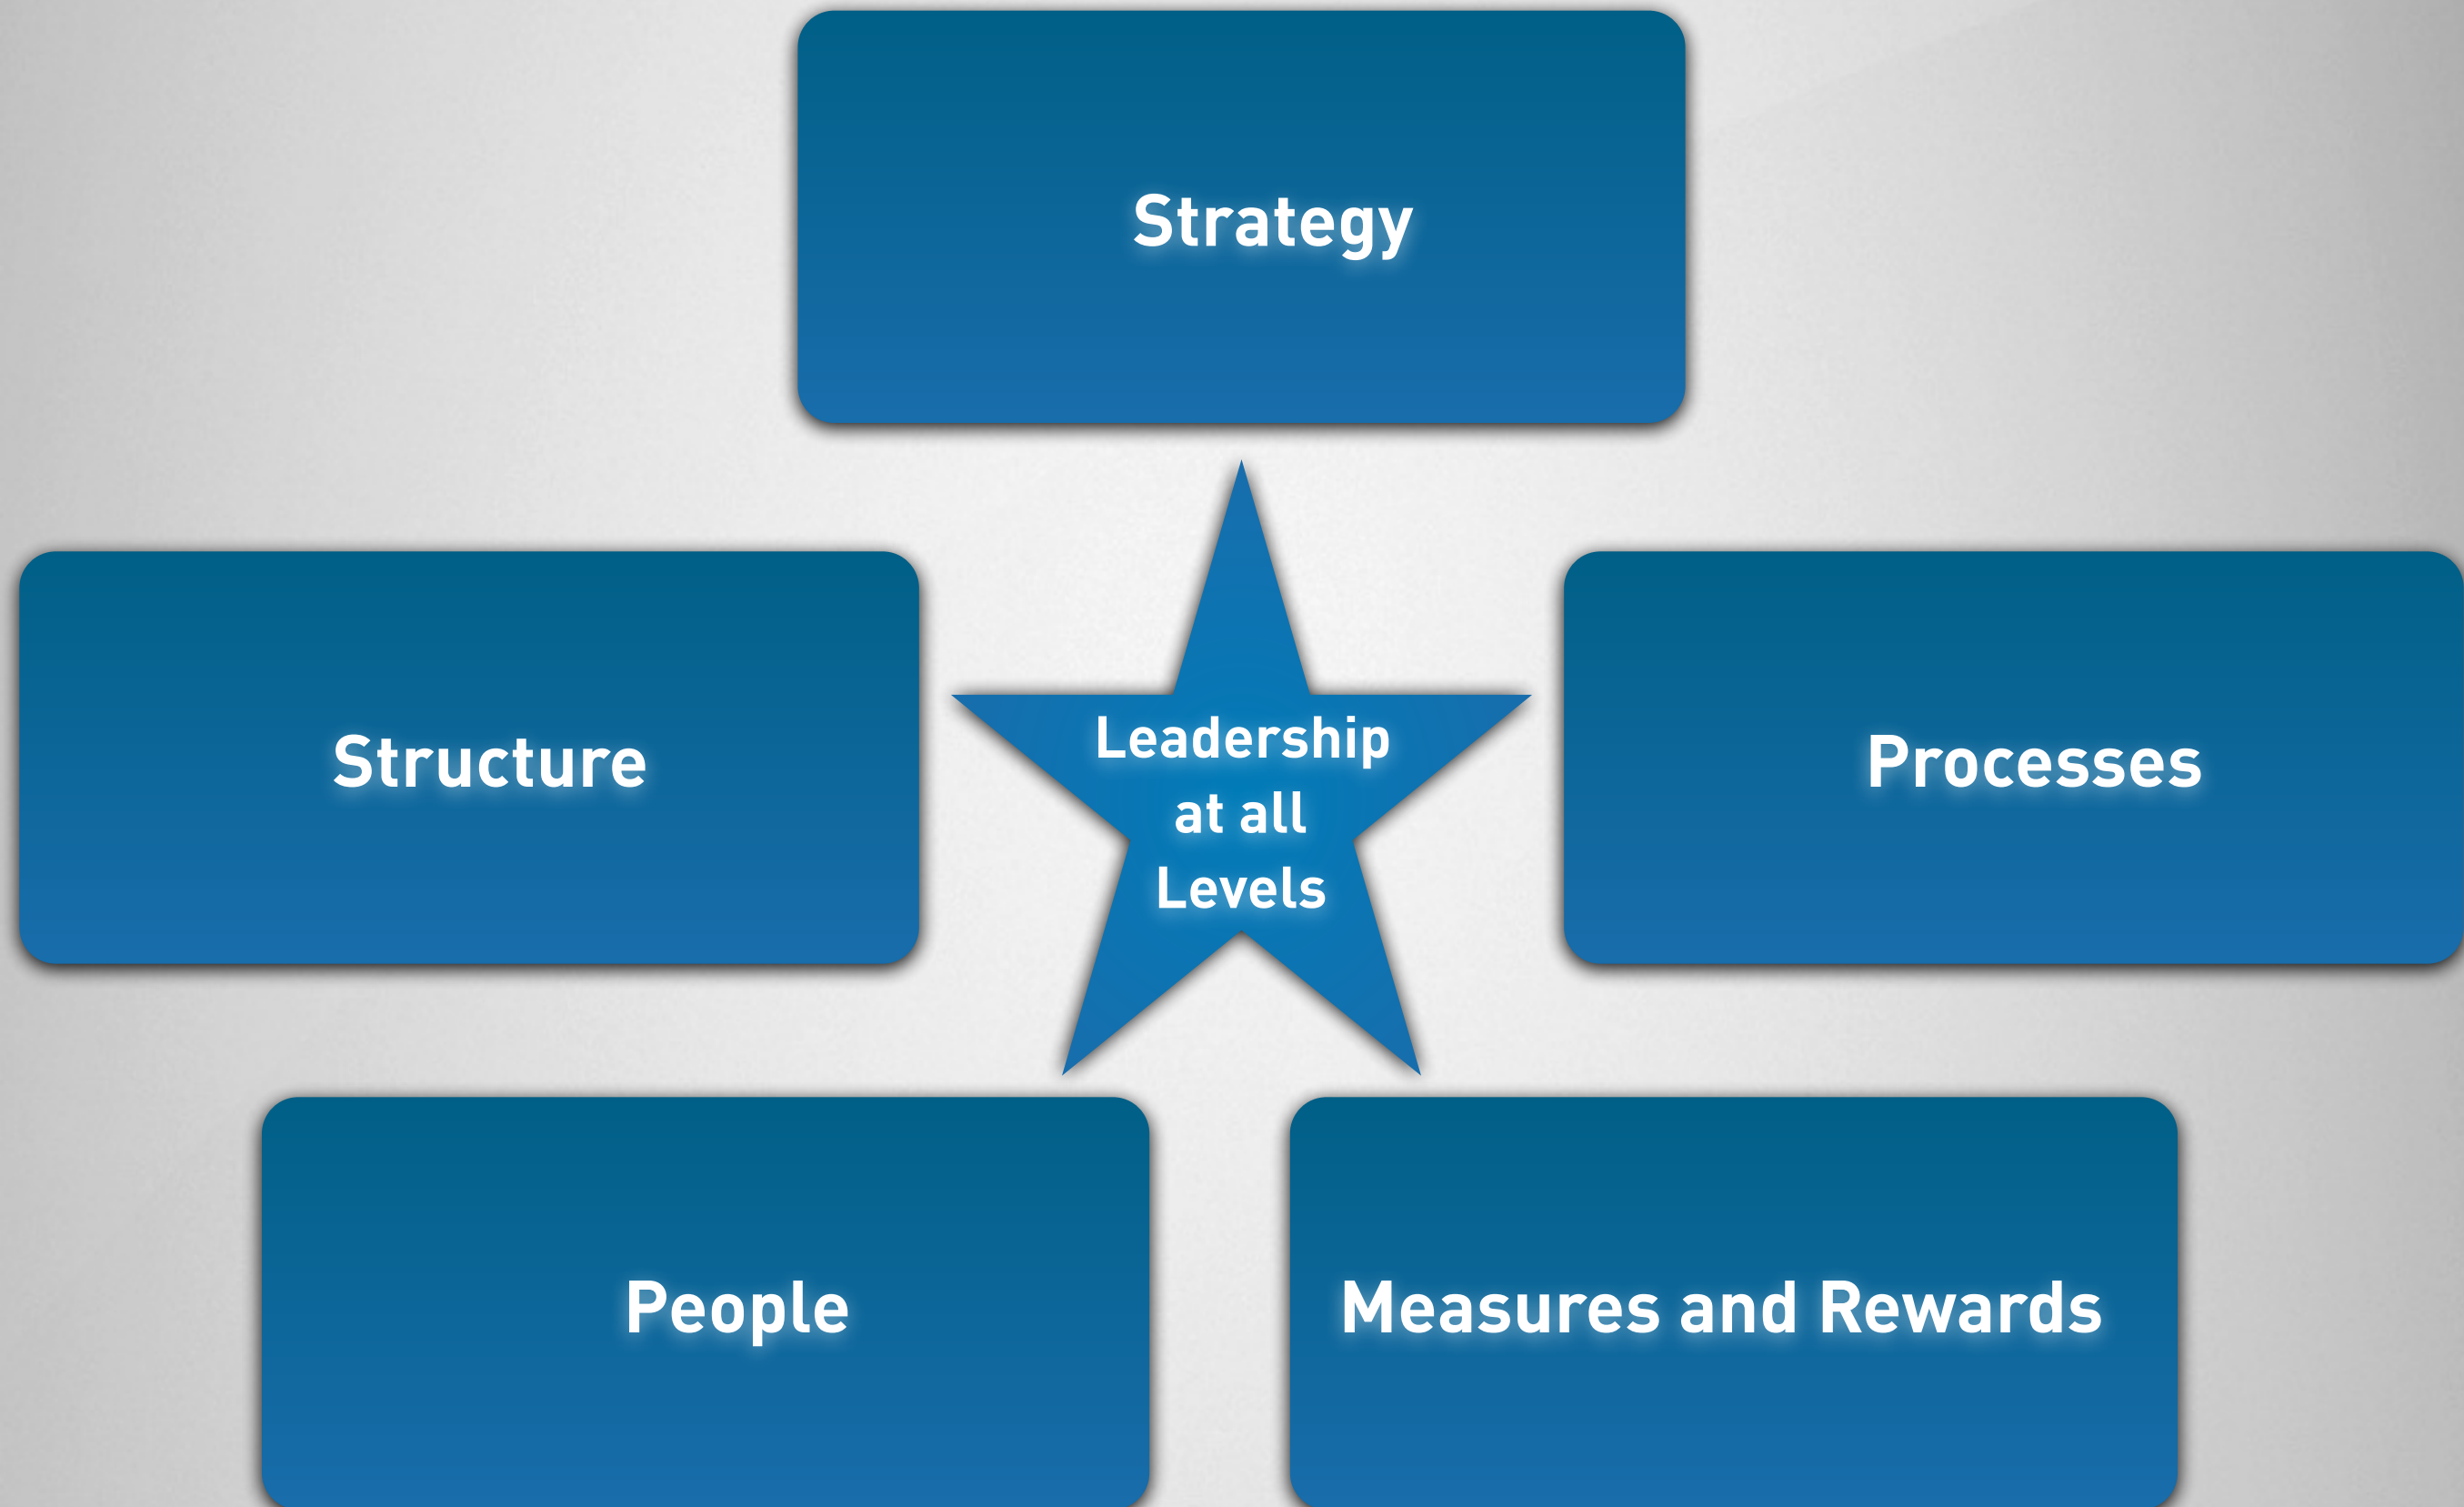 Strategy
Structure
Leadership
at all
Levels
Processes
People
Measures and Rewards